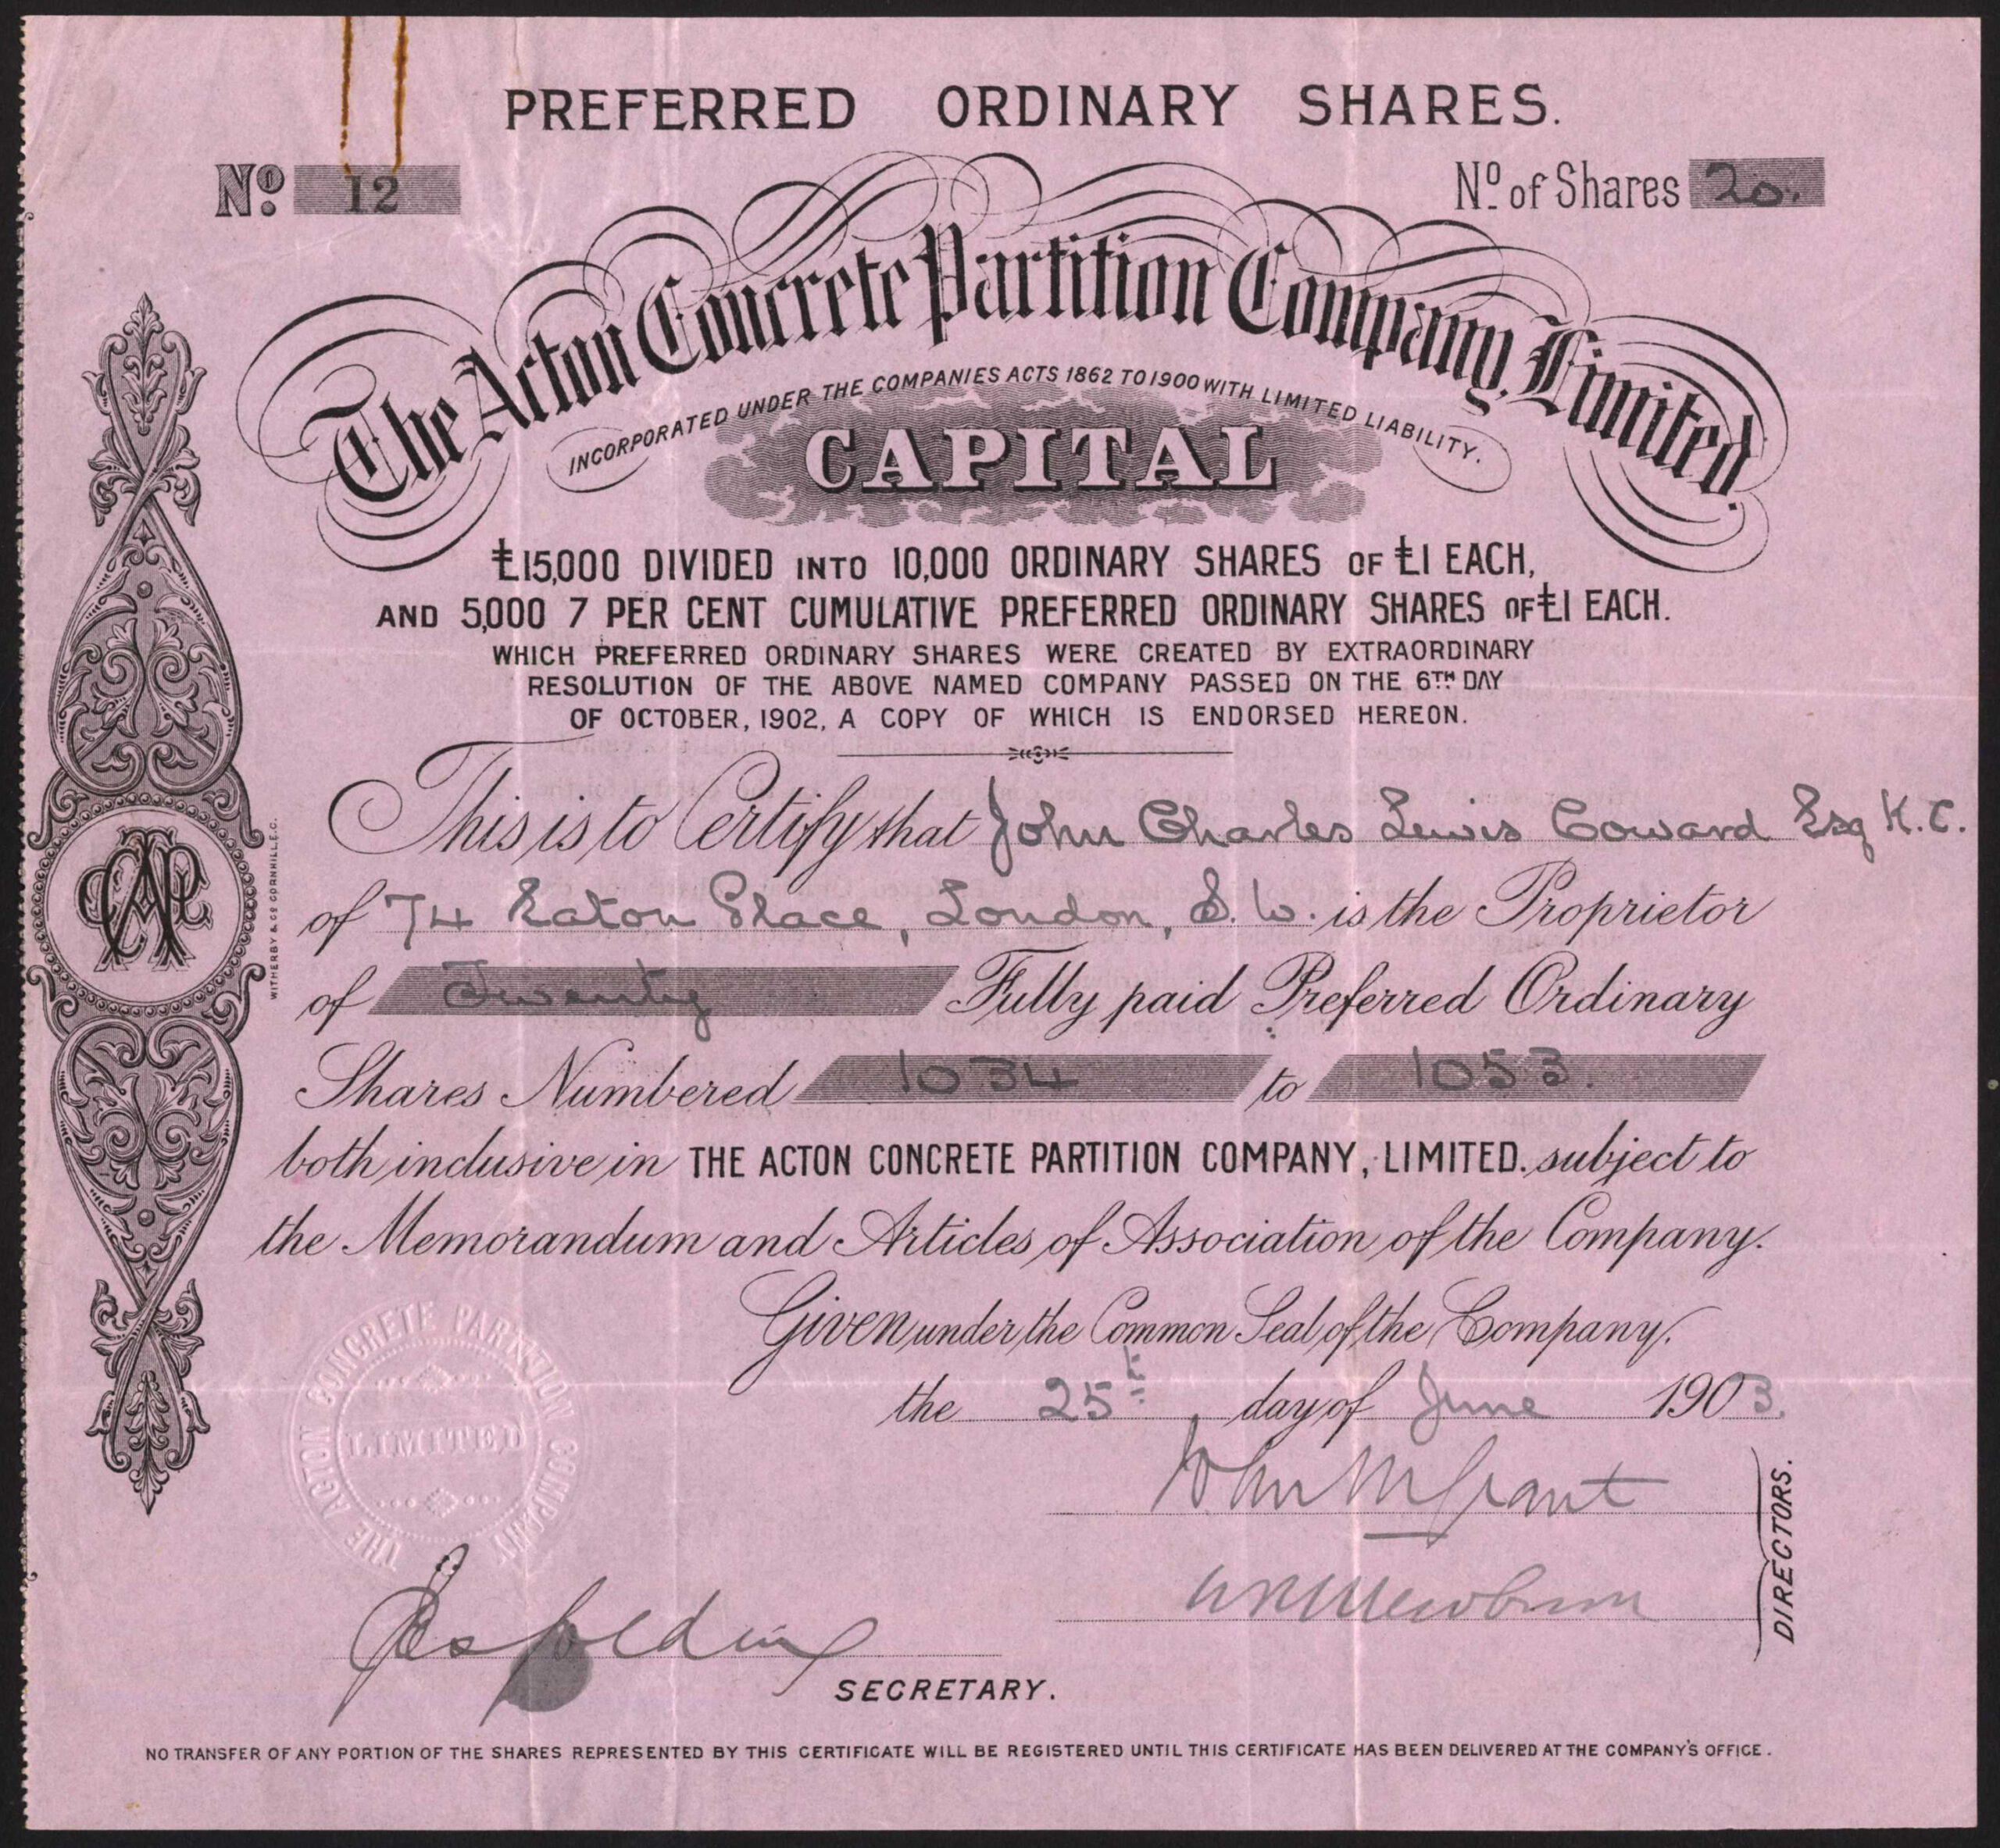 PREFERRED ORDINARY SHARES.
No. 12
No. of Shares 20.
The Acton Concrete Partition Company, Limited.
INCORPORATED UNDER THE COMPANIES ACTS 1862 TO 1900 WITH LIMITED LIABILITY.
CAPITAL
£15,000 DIVIDED INTO 10,000 ORDINARY SHARES OF £1 EACH,
AND 5,000 7 PER CENT CUMULATIVE PREFERRED ORDINARY SHARES OF £1 EACH.
WHICH PREFERRED ORDINARY SHARES WERE CREATED BY EXTRAORDINARY
RESOLUTION OF THE ABOVE NAMED COMPANY PASSED ON THE 6TH DAY
OF OCTOBER, 1902, A COPY OF WHICH IS ENDORSED HEREON.
This is to Certify that John Charles Lewis Coward Esq K.C.
of 74 Eaton Place, London, S.W. is the Proprietor
of Twenty Fully paid Preferred Ordinary
Shares Numbered 1034 to 1053.
both inclusive in THE ACTON CONCRETE PARTITION COMPANY, LIMITED. subject to
the Memorandum and Articles of Association of the Company.
Given under the Common Seal of the Company.
the 25th day of June 1903.
John M Grant
DIRECTORS.
SECRETARY.
THE ACTON CONCRETE PARTITION COMPANY
LIMITED
WITHERBY & CO CORNHILL. E.C.
NO TRANSFER OF ANY PORTION OF THE SHARES REPRESENTED BY THIS CERTIFICATE WILL BE REGISTERED UNTIL THIS CERTIFICATE HAS BEEN DELIVERED AT THE COMPANY'S OFFICE.